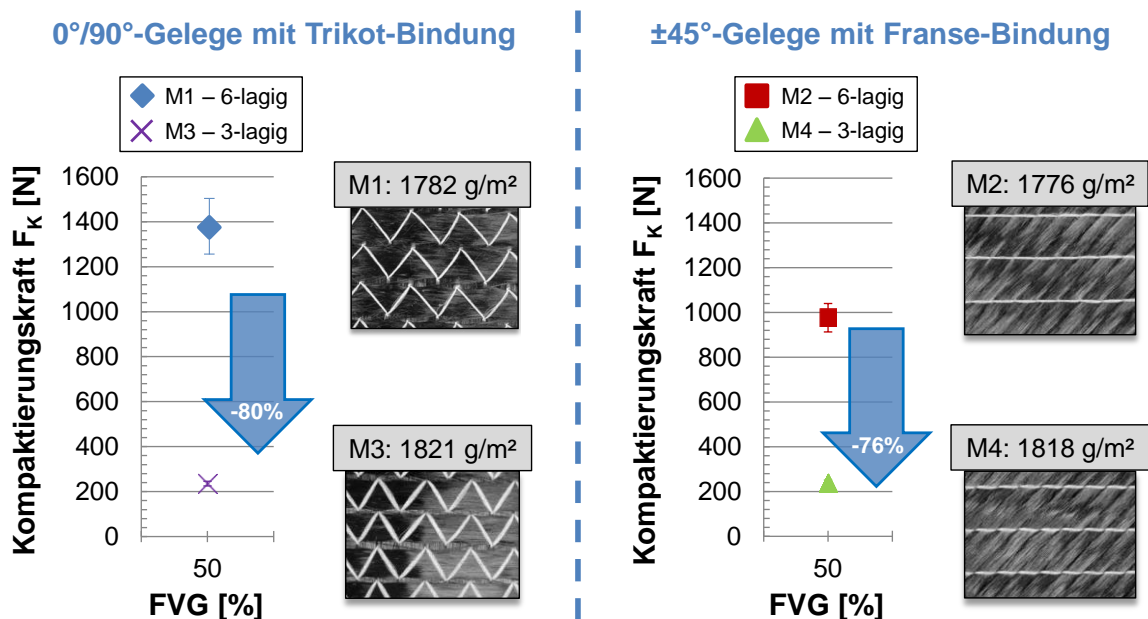 0°/90°-Gelege mit Trikot-Bindung
M1 – 6-lagig
M3 – 3-lagig
Kompaktierungskraft F_K [N]
1600
1400
1200
1000
800
600
400
200
0
50
FVG [%]
-80%
M1: 1782 g/m²
M3: 1821 g/m²
±45°-Gelege mit Franse-Bindung
M2 – 6-lagig
M4 – 3-lagig
Kompaktierungskraft F_K [N]
1600
1400
1200
1000
800
600
400
200
0
50
FVG [%]
-76%
M2: 1776 g/m²
M4: 1818 g/m²